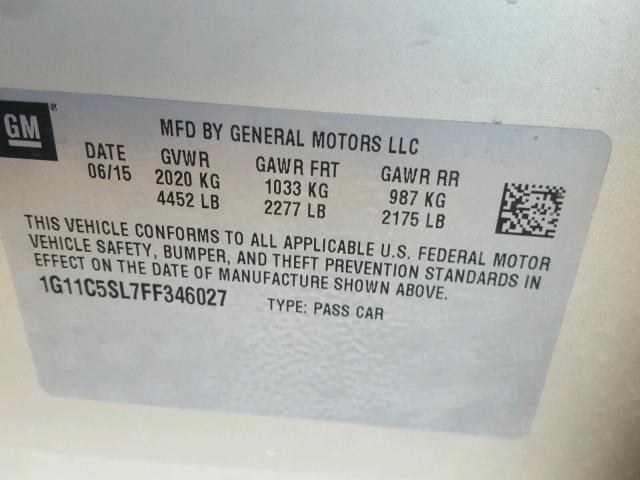 GM®
MFD BY GENERAL MOTORS LLC
DATE GVWR GAWR FRT GAWR RR
06/15 2020 KG 1033 KG 987 KG
4452 LB 2277 LB 2175 LB
THIS VEHICLE CONFORMS TO ALL APPLICABLE U.S. FEDERAL MOTOR
VEHICLE SAFETY, BUMPER, AND THEFT PREVENTION STANDARDS IN
EFFECT ON THE DATE OF MANUFACTURE SHOWN ABOVE.
1G11C5SL7FF346027 TYPE: PASS CAR